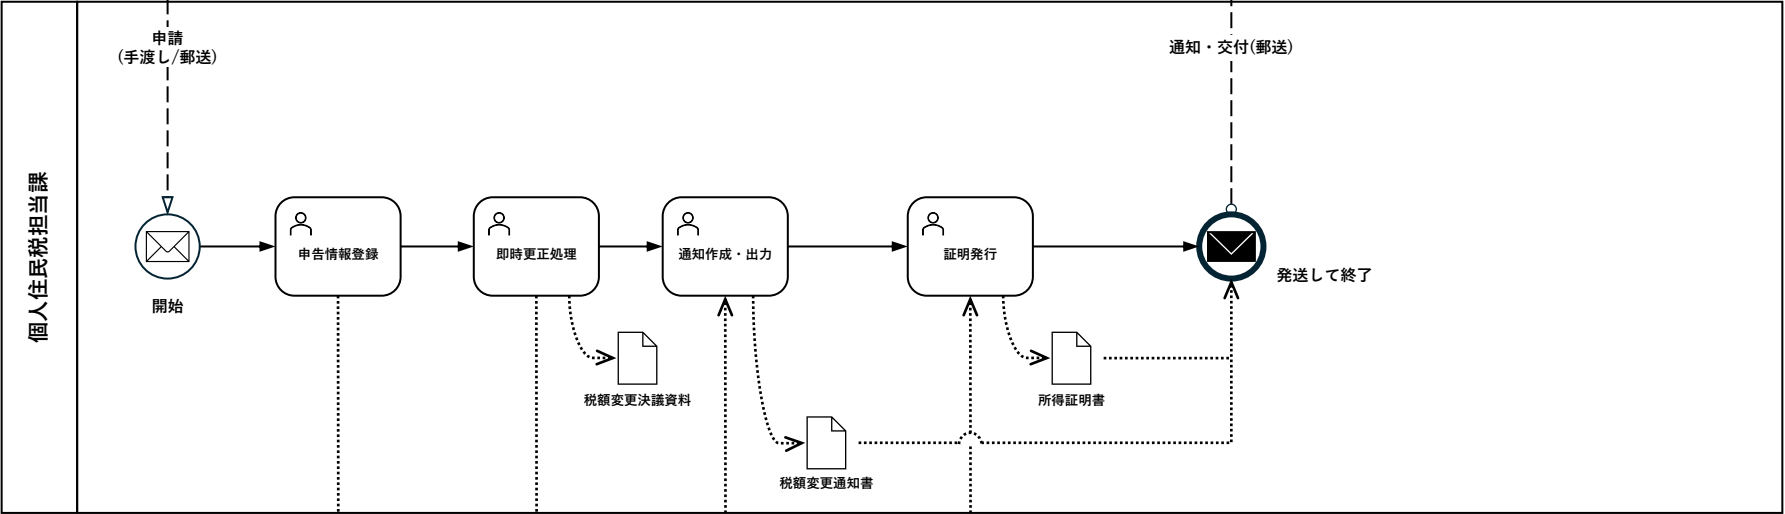 申請
(手渡し/郵送)
通知・交付(郵送)
個人住民税担当課
開始
申告情報登録
即時更正処理
通知作成・出力
証明発行
発送して終了
税額変更決議資料
所得証明書
税額変更通知書